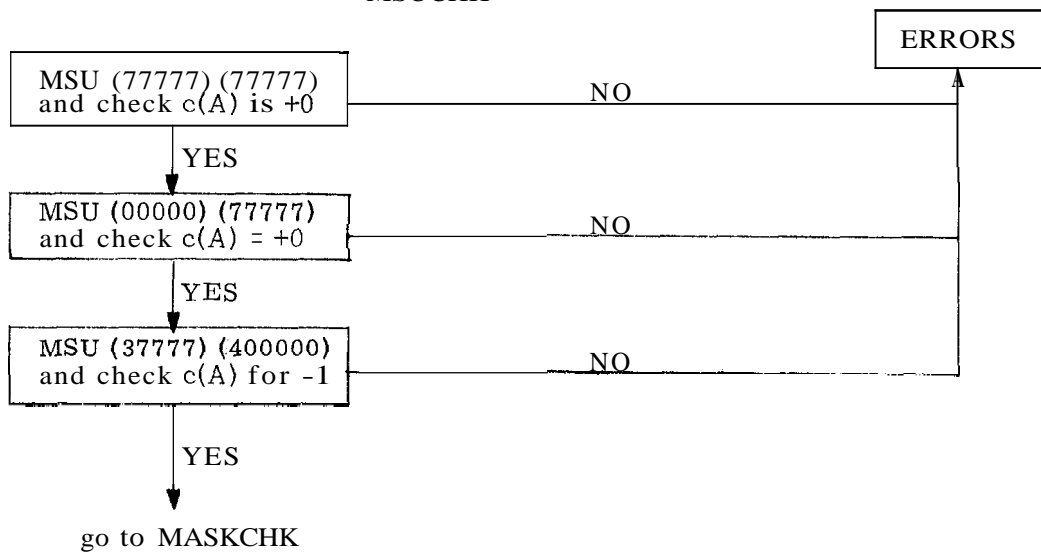 ERRORS
MSU (77777) (77777)
and check c(A) is +0
NO
YES
MSU (00000) (77777)
and check c(A) = +0
NO
YES
MSU (37777) (400000)
and check c(A) for -1
NO
YES
go to MASKCHK